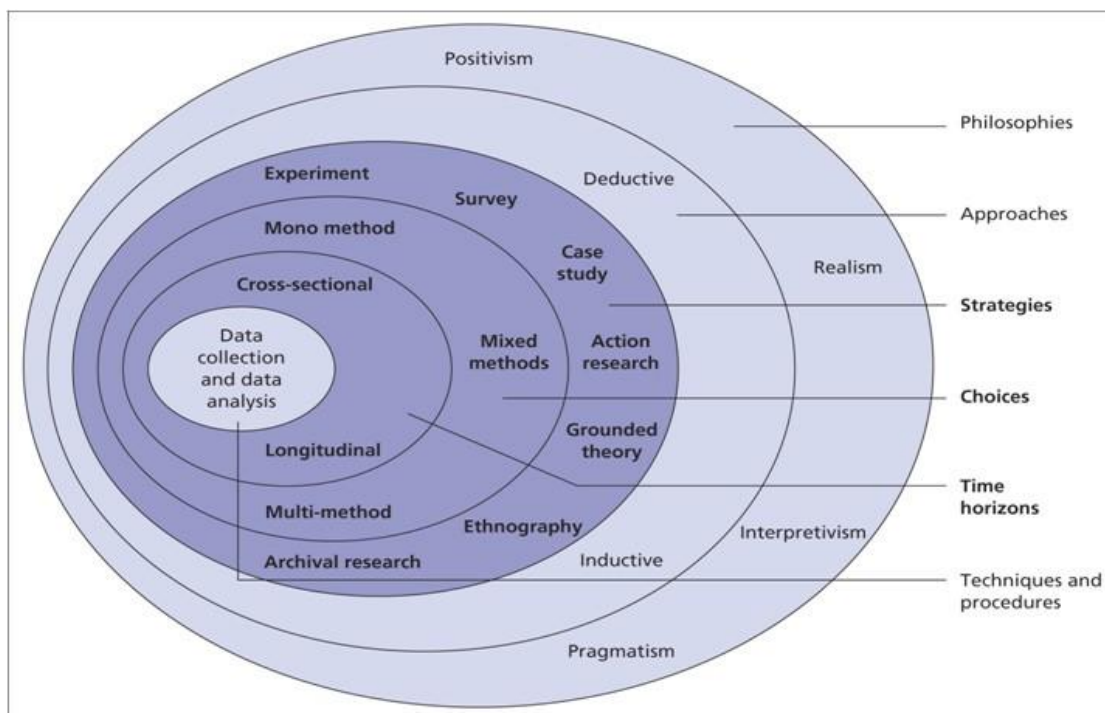 Positivism
Philosophies
Experiment
Deductive
Survey
Approaches
Mono method
Case
study
Realism
Cross-sectional
Strategies
Data
collection
and data
analysis
Mixed
methods
Action
research
Choices
Grounded
theory
Longitudinal
Time
horizons
Multi-method
Ethnography
Interpretivism
Archival research
Inductive
Techniques and
procedures
Pragmatism